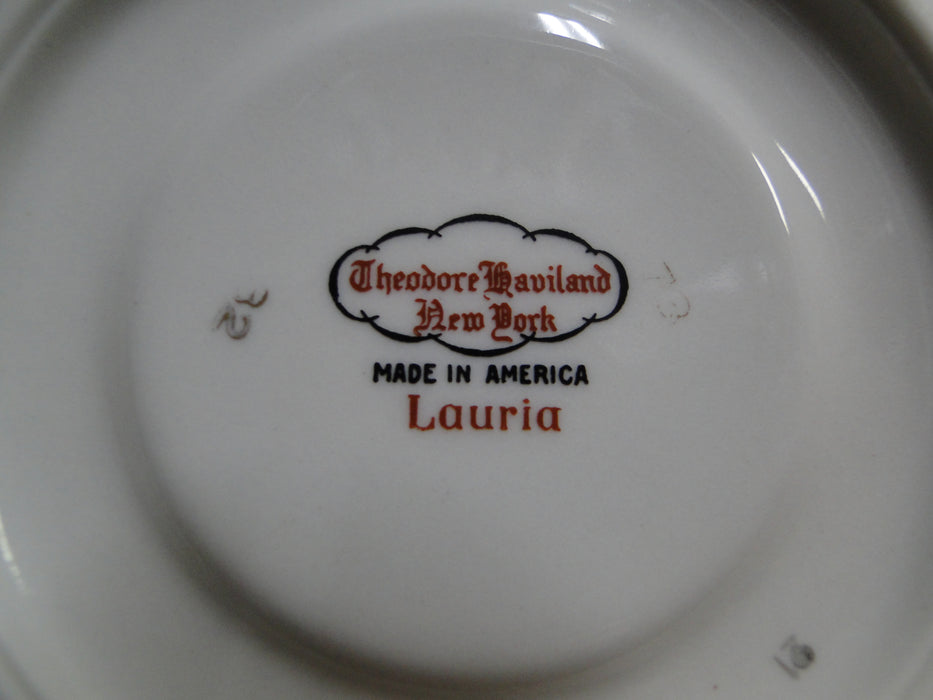 Theodore Haviland
New York
MADE IN AMERICA
Lauria